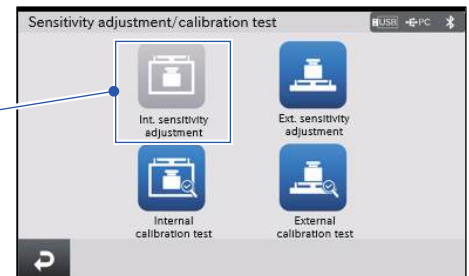 Sensitivity adjustment/calibration test
USB PC
Int. sensitivity
adjustment
Ext. sensitivity
adjustment
Internal
calibration test
External
calibration test